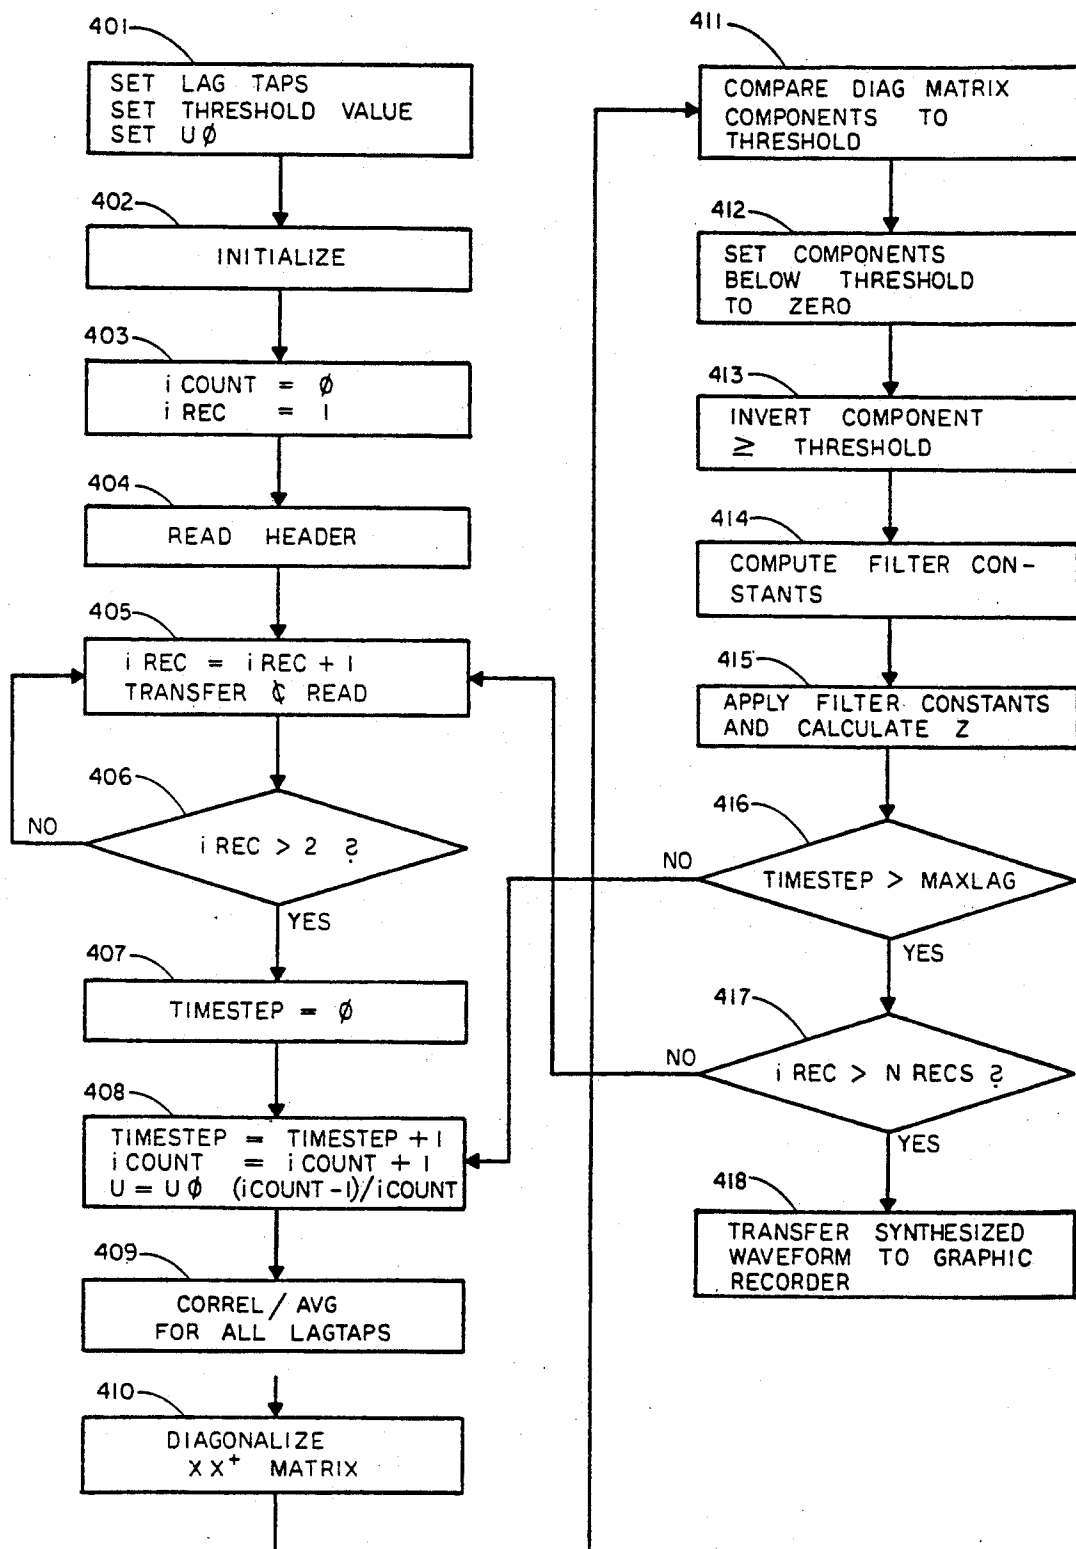 401
SET LAG TAPS
SET THRESHOLD VALUE
SET UØ
402
INITIALIZE
403
i COUNT = Ø
i REC = 1
404
READ HEADER
405
i REC = i REC + 1
TRANSFER ¢ READ
406
i REC > 2 ?
NO
YES
407
TIMESTEP = Ø
408
TIMESTEP = TIMESTEP + 1
i COUNT = i COUNT + 1
U = UØ (iCOUNT-1)/iCOUNT
409
CORREL / AVG
FOR ALL LAGTAPS
410
DIAGONALIZE
XX+ MATRIX
411
COMPARE DIAG MATRIX
COMPONENTS TO
THRESHOLD
412
SET COMPONENTS
BELOW THRESHOLD
TO ZERO
413
INVERT COMPONENT
≥ THRESHOLD
414
COMPUTE FILTER CON-
STANTS
415
APPLY FILTER CONSTANTS
AND CALCULATE Z
416
NO
TIMESTEP > MAXLAG
YES
417
NO
i REC > N RECS ?
YES
418
TRANSFER SYNTHESIZED
WAVEFORM TO GRAPHIC
RECORDER